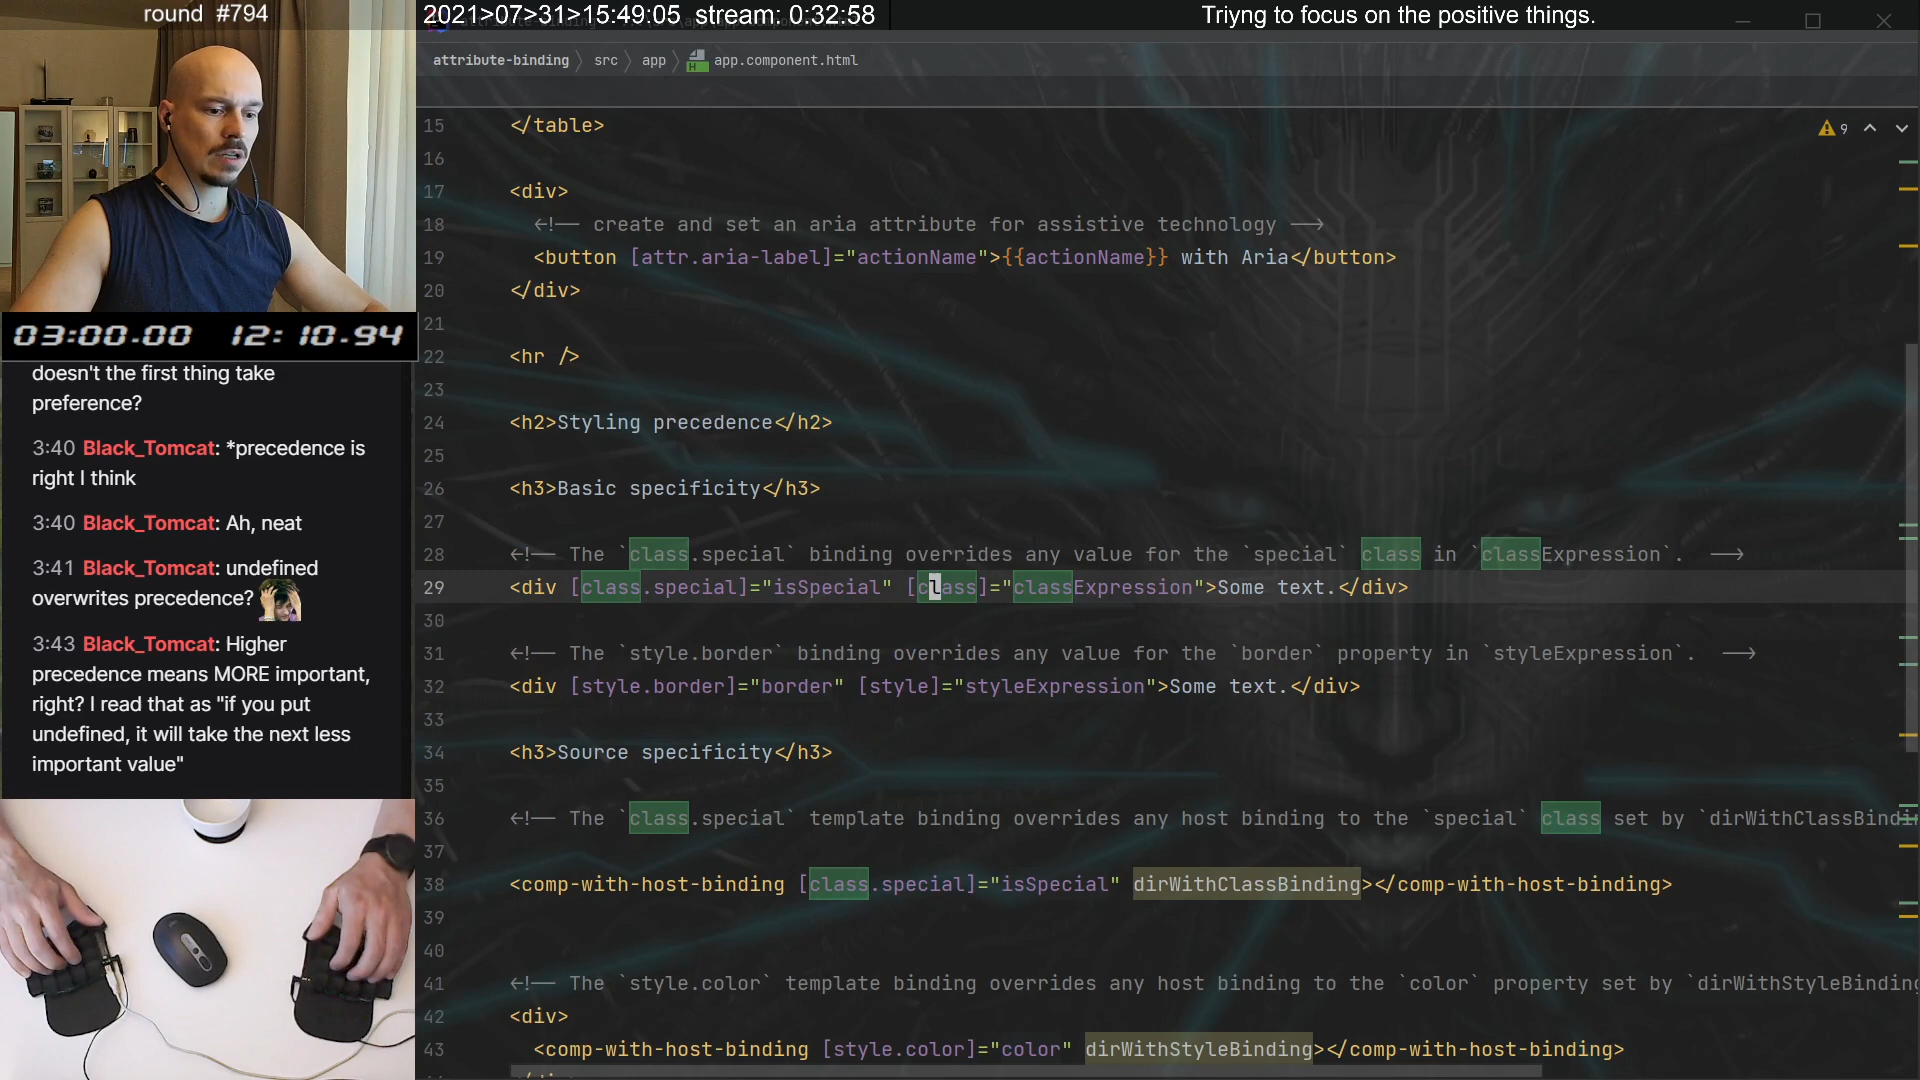 round #794
2021>07>31>15:49:05 stream: 0:32:58
Triyng to focus on the positive things.
attribute-binding > src > app > app.component.html
9
03:00.00 12:10.94
doesn't the first thing take
preference?
3:40 Black_Tomcat: *precedence is
right I think
3:40 Black_Tomcat: Ah, neat
3:41 Black_Tomcat: undefined
overwrites precedence?
3:43 Black_Tomcat: Higher
precedence means MORE important,
right? I read that as "if you put
undefined, it will take the next less
important value"
15 </table>
16
17 <div>
18 <!-- create and set an aria attribute for assistive technology -->
19 <button [attr.aria-label]="actionName">{{actionName}} with Aria</button>
20 </div>
21
22 <hr />
23
24 <h2>Styling precedence</h2>
25
26 <h3>Basic specificity</h3>
27
28 <!-- The `class.special` binding overrides any value for the `special` class in `classExpression`. -->
29 <div [class.special]="isSpecial" [class]="classExpression">Some text.</div>
30
31 <!-- The `style.border` binding overrides any value for the `border` property in `styleExpression`. -->
32 <div [style.border]="border" [style]="styleExpression">Some text.</div>
33
34 <h3>Source specificity</h3>
35
36 <!-- The `class.special` template binding overrides any host binding to the `special` class set by `dirWithClassBindin
37
38 <comp-with-host-binding [class.special]="isSpecial" dirWithClassBinding></comp-with-host-binding>
39
40
41 <!-- The `style.color` template binding overrides any host binding to the `color` property set by `dirWithStyleBinding
42 <div>
43 <comp-with-host-binding [style.color]="color" dirWithStyleBinding></comp-with-host-binding>